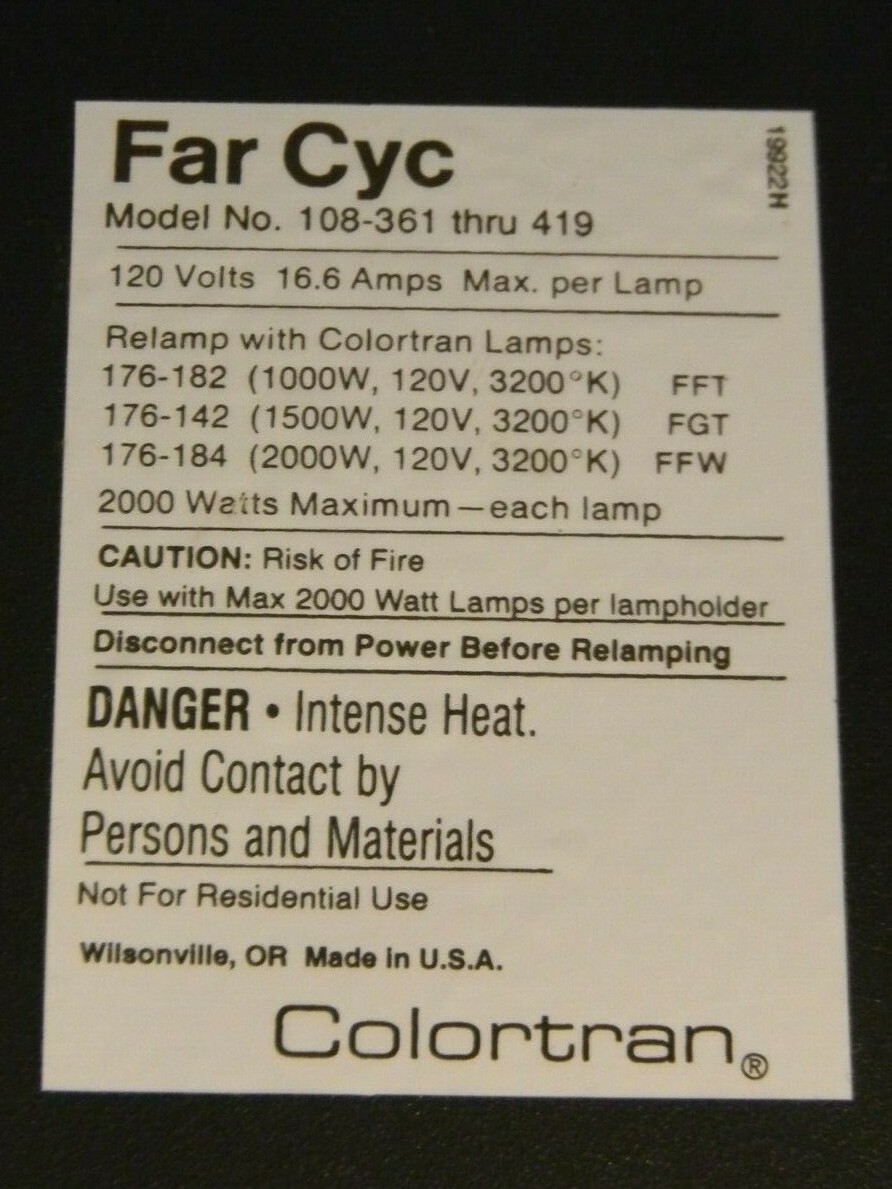 Far Cyc
19922H
Model No. 108-361 thru 419
120 Volts 16.6 Amps Max. per Lamp
Relamp with Colortran Lamps:
176-182 (1000W, 120V, 3200°K) FFT
176-142 (1500W, 120V, 3200°K) FGT
176-184 (2000W, 120V, 3200°K) FFW
2000 Watts Maximum—each lamp
CAUTION: Risk of Fire
Use with Max 2000 Watt Lamps per lampholder
Disconnect from Power Before Relamping
DANGER • Intense Heat.
Avoid Contact by
Persons and Materials
Not For Residential Use
Wilsonville, OR Made in U.S.A.
Colortran®